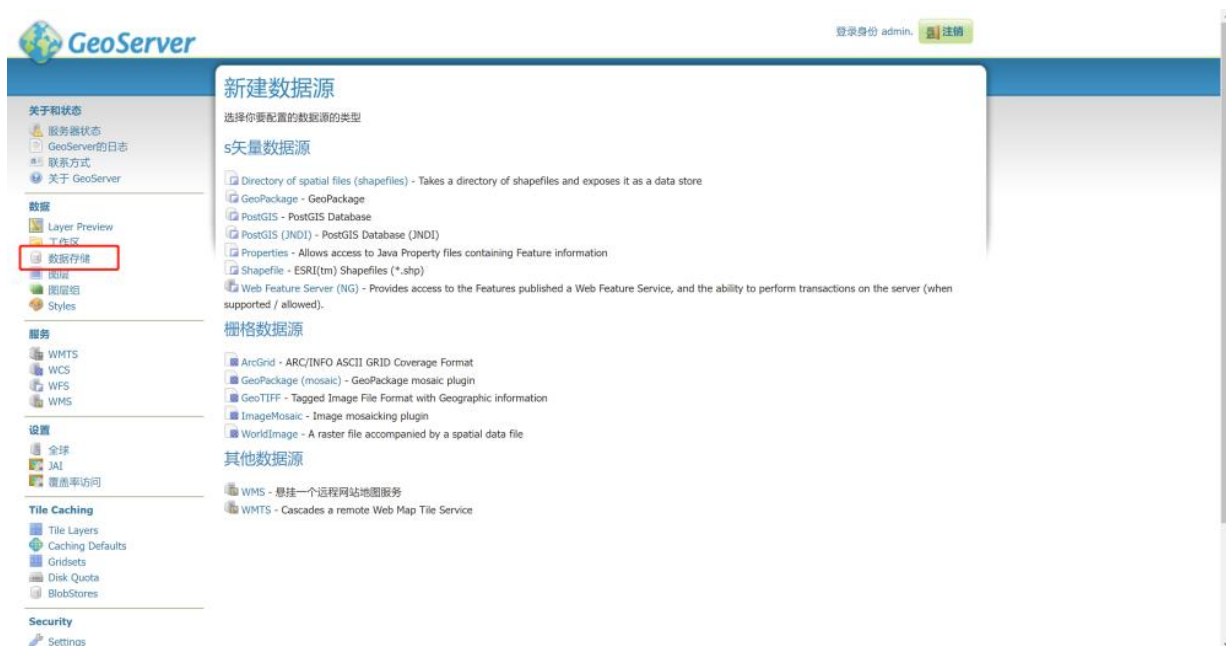 GeoServer
登录身份 admin.
注销
关于和状态
服务器状态
GeoServer的日志
联系方式
关于 GeoServer
数据
Layer Preview
工作区
数据存储
图层
图层组
Styles
服务
WMTS
WCS
WFS
WMS
设置
全球
JAI
覆盖率访问
Tile Caching
Tile Layers
Caching Defaults
Gridsets
Disk Quota
BlobStores
Security
Settings
新建数据源
选择你要配置的数据源的类型
s矢量数据源
Directory of spatial files (shapefiles) - Takes a directory of shapefiles and exposes it as a data store
GeoPackage - GeoPackage
PostGIS - PostGIS Database
PostGIS (JNDI) - PostGIS Database (JNDI)
Properties - Allows access to Java Property files containing Feature information
Shapefile - ESRI(tm) Shapefiles (*.shp)
Web Feature Server (NG) - Provides access to the Features published a Web Feature Service, and the ability to perform transactions on the server (when
supported / allowed).
栅格数据源
ArcGrid - ARC/INFO ASCII GRID Coverage Format
GeoPackage (mosaic) - GeoPackage mosaic plugin
GeoTIFF - Tagged Image File Format with Geographic information
ImageMosaic - Image mosaicking plugin
WorldImage - A raster file accompanied by a spatial data file
其他数据源
WMS - 悬挂一个远程网站地图服务
WMTS - Cascades a remote Web Map Tile Service